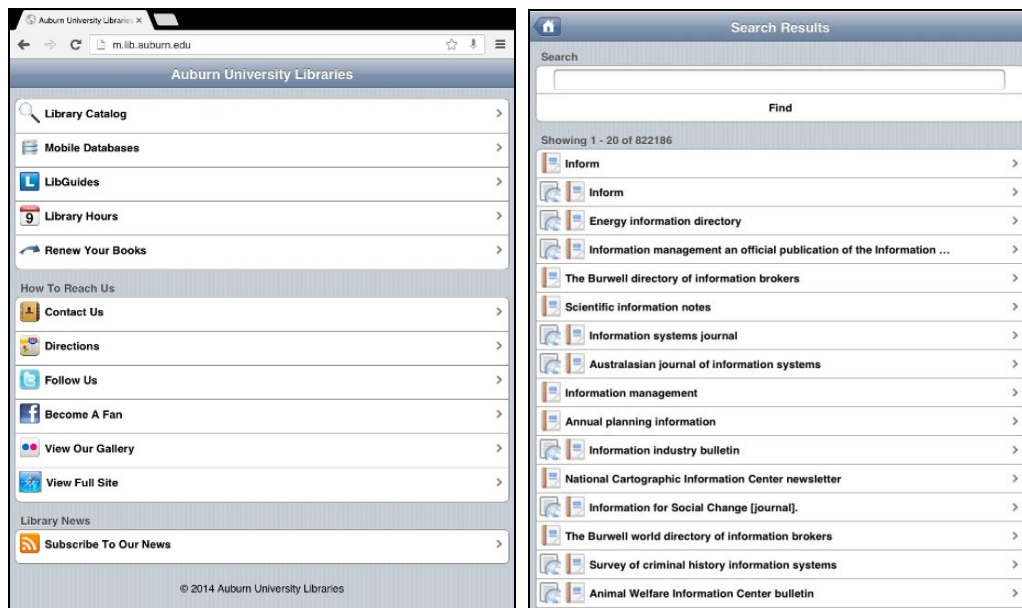 Auburn University Libraries
m.lib.auburn.edu
Auburn University Libraries
Library Catalog
Mobile Databases
L
LibGuides
9
Library Hours
Renew Your Books
How To Reach Us
Contact Us
Directions
Follow Us
f
Become A Fan
View Our Gallery
View Full Site
Library News
Subscribe To Our News
© 2014 Auburn University Libraries
Search Results
Search
Find
Showing 1 - 20 of 822186
Inform
Inform
Energy information directory
Information management an official publication of the Information ...
The Burwell directory of information brokers
Scientific information notes
Information systems journal
Australasian journal of information systems
Information management
Annual planning information
Information industry bulletin
National Cartographic Information Center newsletter
Information for Social Change [journal].
The Burwell world directory of information brokers
Survey of criminal history information systems
Animal Welfare Information Center bulletin